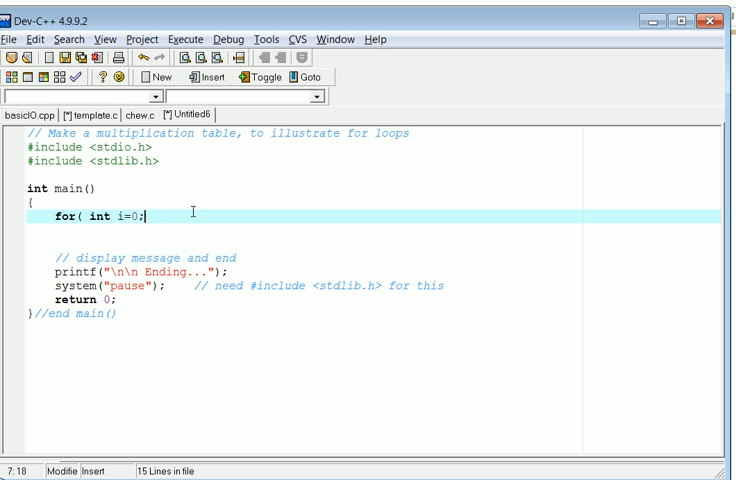 Dev-C++ 4.9.9.2
File Edit Search View Project Execute Debug Tools CVS Window Help
New Insert Toggle Goto
basicIO.cpp [*] template.c chew.c [*] Untitled6
// Make a multiplication table, to illustrate for loops
#include <stdio.h>
#include <stdlib.h>
int main()
{
for( int i=0;
// display message and end
printf("\n\n Ending...");
system("pause"); // need #include <stdlib.h> for this
return 0;
}//end main()
7: 18 Modifie Insert 15 Lines in file